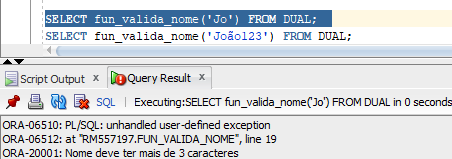 SELECT fun_valida_nome('Jo') FROM DUAL;
SELECT fun_valida_nome('João123') FROM DUAL;
Script Output x
Query Result x
SQL | Executing:SELECT fun_valida_nome('Jo') FROM DUAL in 0 seconds
ORA-06510: PL/SQL: unhandled user-defined exception
ORA-06512: at "RM557197.FUN_VALIDA_NOME", line 19
ORA-20001: Nome deve ter mais de 3 caracteres